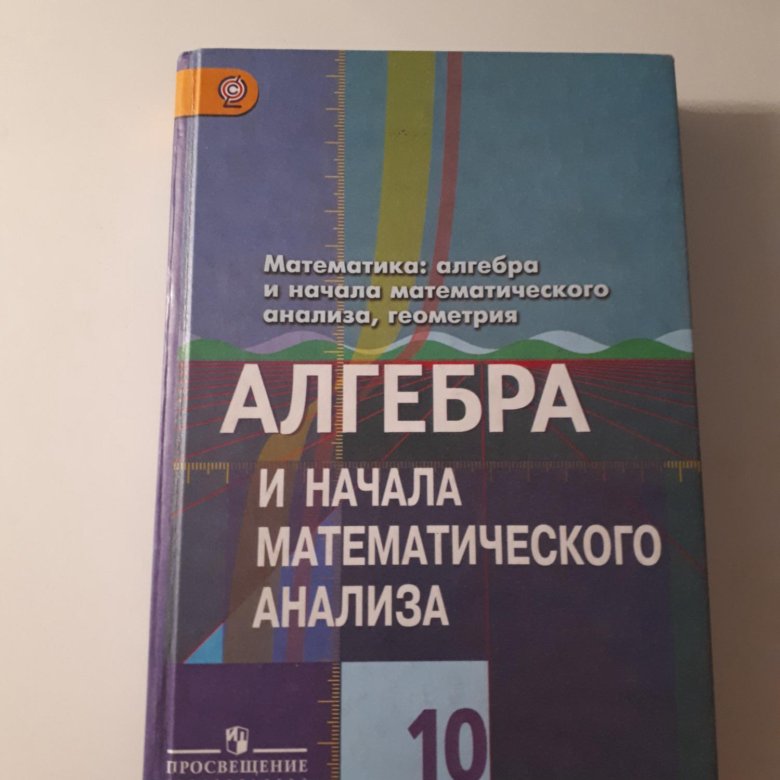 Математика: алгебра
и начала математического
анализа, геометрия
АЛГЕБРА
И НАЧАЛА
МАТЕМАТИЧЕСКОГО
АНАЛИЗА
10
ПРОСВЕЩЕНИЕ